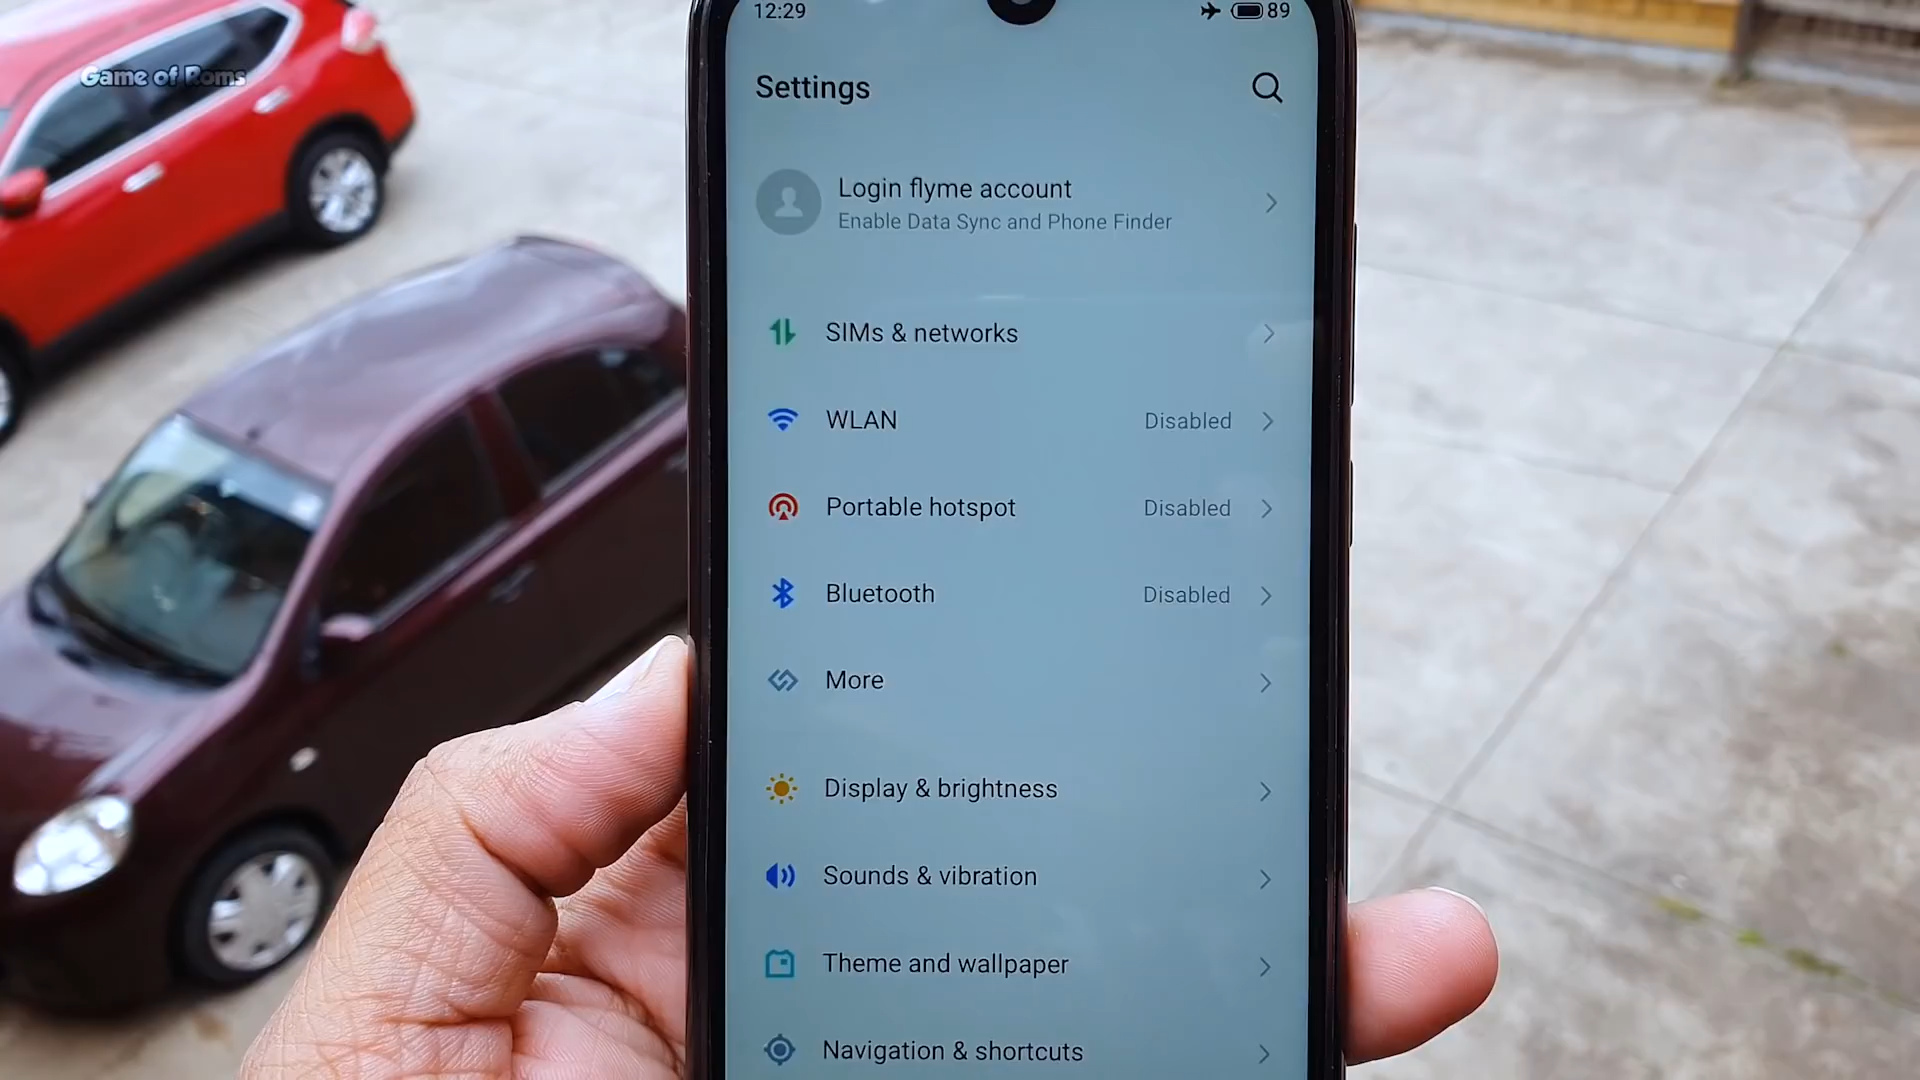 Game of Roms
12:29
89
Settings
Login flyme account
Enable Data Sync and Phone Finder
SIMs & networks
WLAN
Disabled
Portable hotspot
Disabled
Bluetooth
Disabled
More
Display & brightness
Sounds & vibration
Theme and wallpaper
Navigation & shortcuts